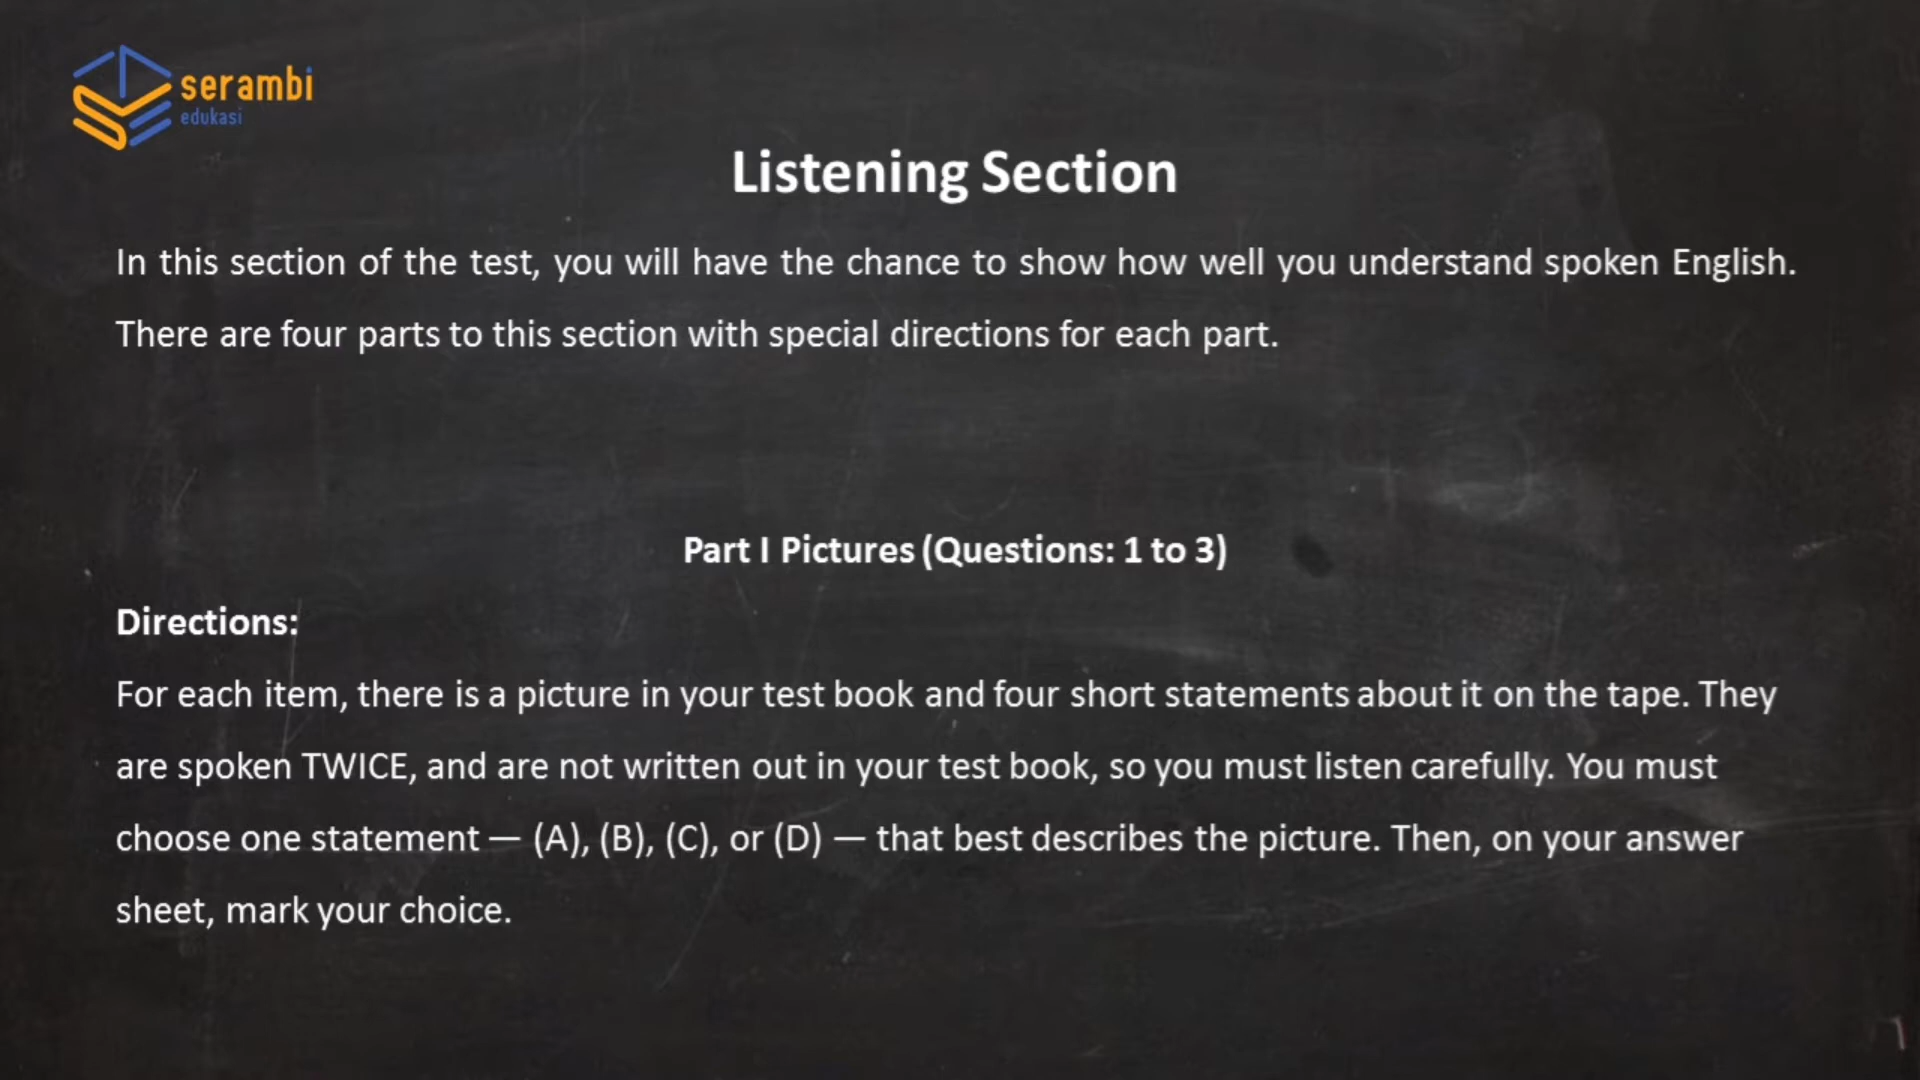 serambi
edukasi
Listening Section
In this section of the test, you will have the chance to show how well you understand spoken English.
There are four parts to this section with special directions for each part.
Part I Pictures (Questions: 1 to 3)
Directions:
For each item, there is a picture in your test book and four short statements about it on the tape. They
are spoken TWICE, and are not written out in your test book, so you must listen carefully. You must
choose one statement — (A), (B), (C), or (D) — that best describes the picture. Then, on your answer
sheet, mark your choice.